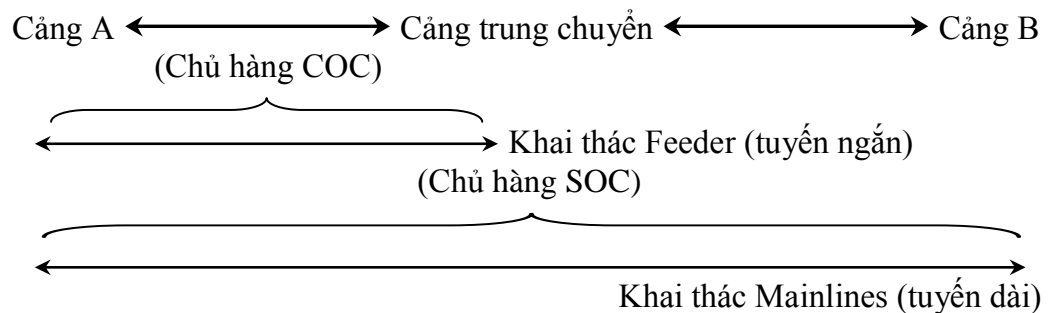 Cảng A Cảng trung chuyển Cảng B
(Chủ hàng COC)
Khai thác Feeder (tuyến ngắn)
(Chủ hàng SOC)
Khai thác Mainlines (tuyến dài)